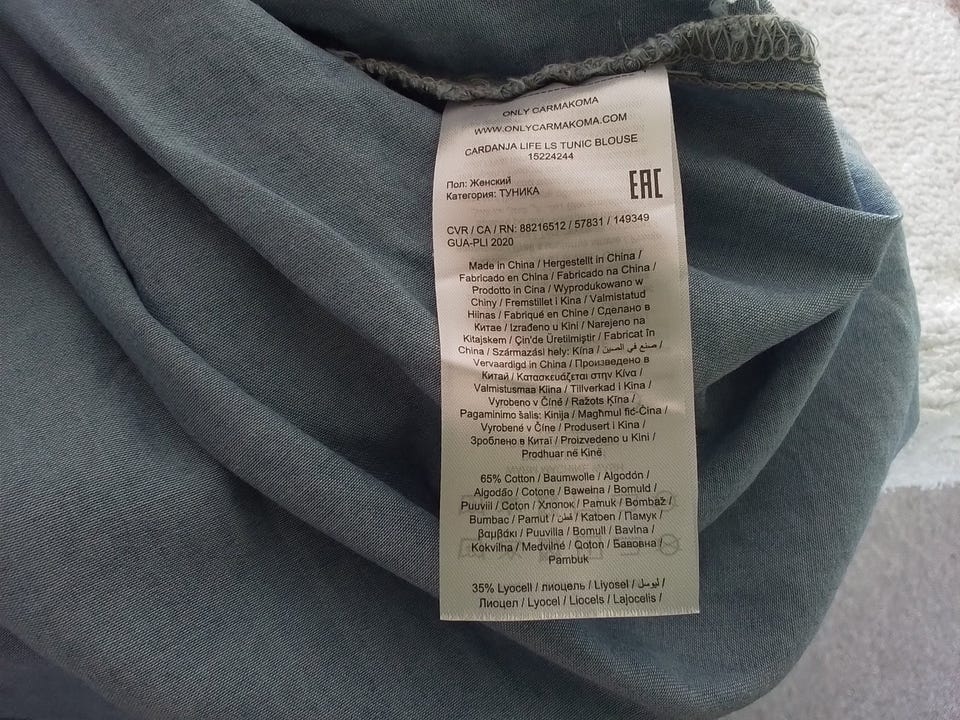 ONLY CARMAKOMA
WWW.ONLYCARMAKOMA.COM
CARDANJA LIFE LS TUNIC BLOUSE
15224244
Пол: Женский
Категория: ТУНИКА
EAC
CVR / CA / RN: 88216512 / 57831 / 149349
GUA-PLI 2020
Made in China / Hergestellt in China /
Fabricado en China / Fabricado na China /
Prodotto in Cina / Wyprodukowano w
Chiny / Fremstillet i Kina / Valmistatud
Hiinas / Fabriqué en Chine / Сделано в
Китае / Izrađeno u Kini / Narejeno na
Kitajskem / Çin'de Üretilmiştir / Fabricat în
China / Származási hely: Kína / صنع في الصين /
Vervaardigd in China / Произведено в
Китай / Κατασκευάζεται στην Κίνα /
Valmistusmaa Kiina / Tillverkad i Kina /
Vyrobeno v Číně / Ražots Ķīna /
Pagaminimo šalis: Kinija / Magħmul fiċ-Ċina /
Vyrobené v Číne / Produsert i Kina /
Зроблено в Китаї / Proizvedeno u Kini /
Prodhuar në Kinë
65% Cotton / Baumwolle / Algodón /
Algodão / Cotone / Bawełna / Bomuld /
Puuvill / Coton / Хлопок / Pamuk / Bombaž /
Bumbac / Pamut / قطن / Katoen / Памук /
βαμβάκι / Puuvilla / Bomull / Bavlna /
Kokvilna / Medvilnė / Qoton / Бавовна /
Pambuk
35% Lyocell / лиоцель / Liyosel / ليوسل /
Лиоцел / Lyocel / Liocels / Lajocelis /